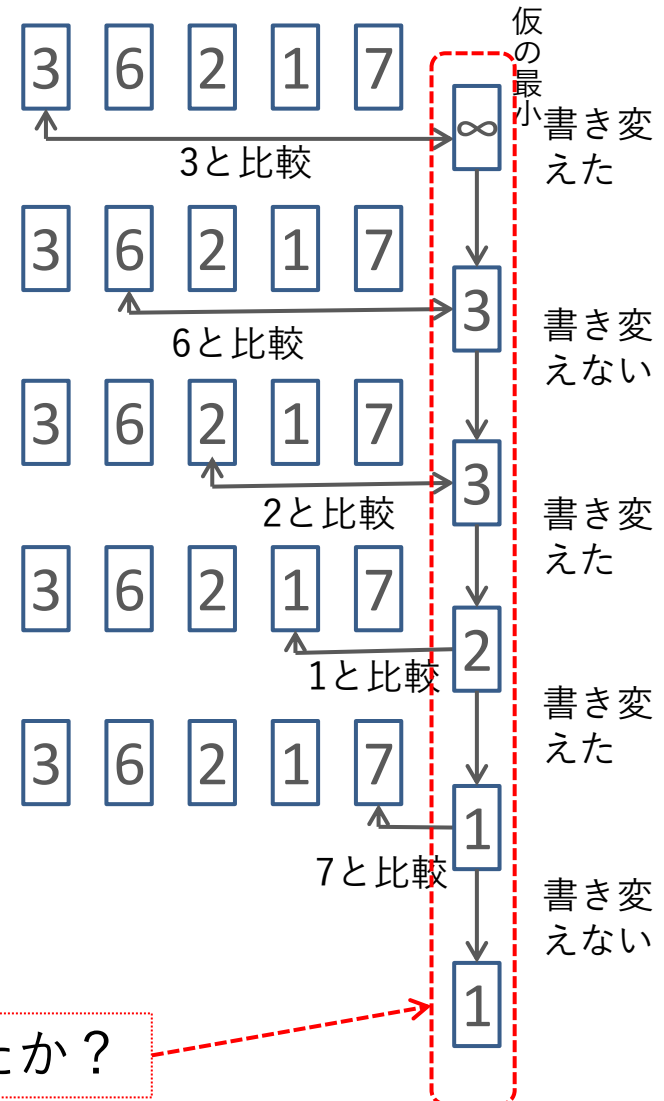 仮の最小
3 6 2 1 7
∞
書き変
えた
3と比較
3 6 2 1 7
3
書き変
えない
6と比較
3 6 2 1 7
3
書き変
えた
2と比較
3 6 2 1 7
2
書き変
えた
1と比較
3 6 2 1 7
1
書き変
えない
7と比較
1
たか？